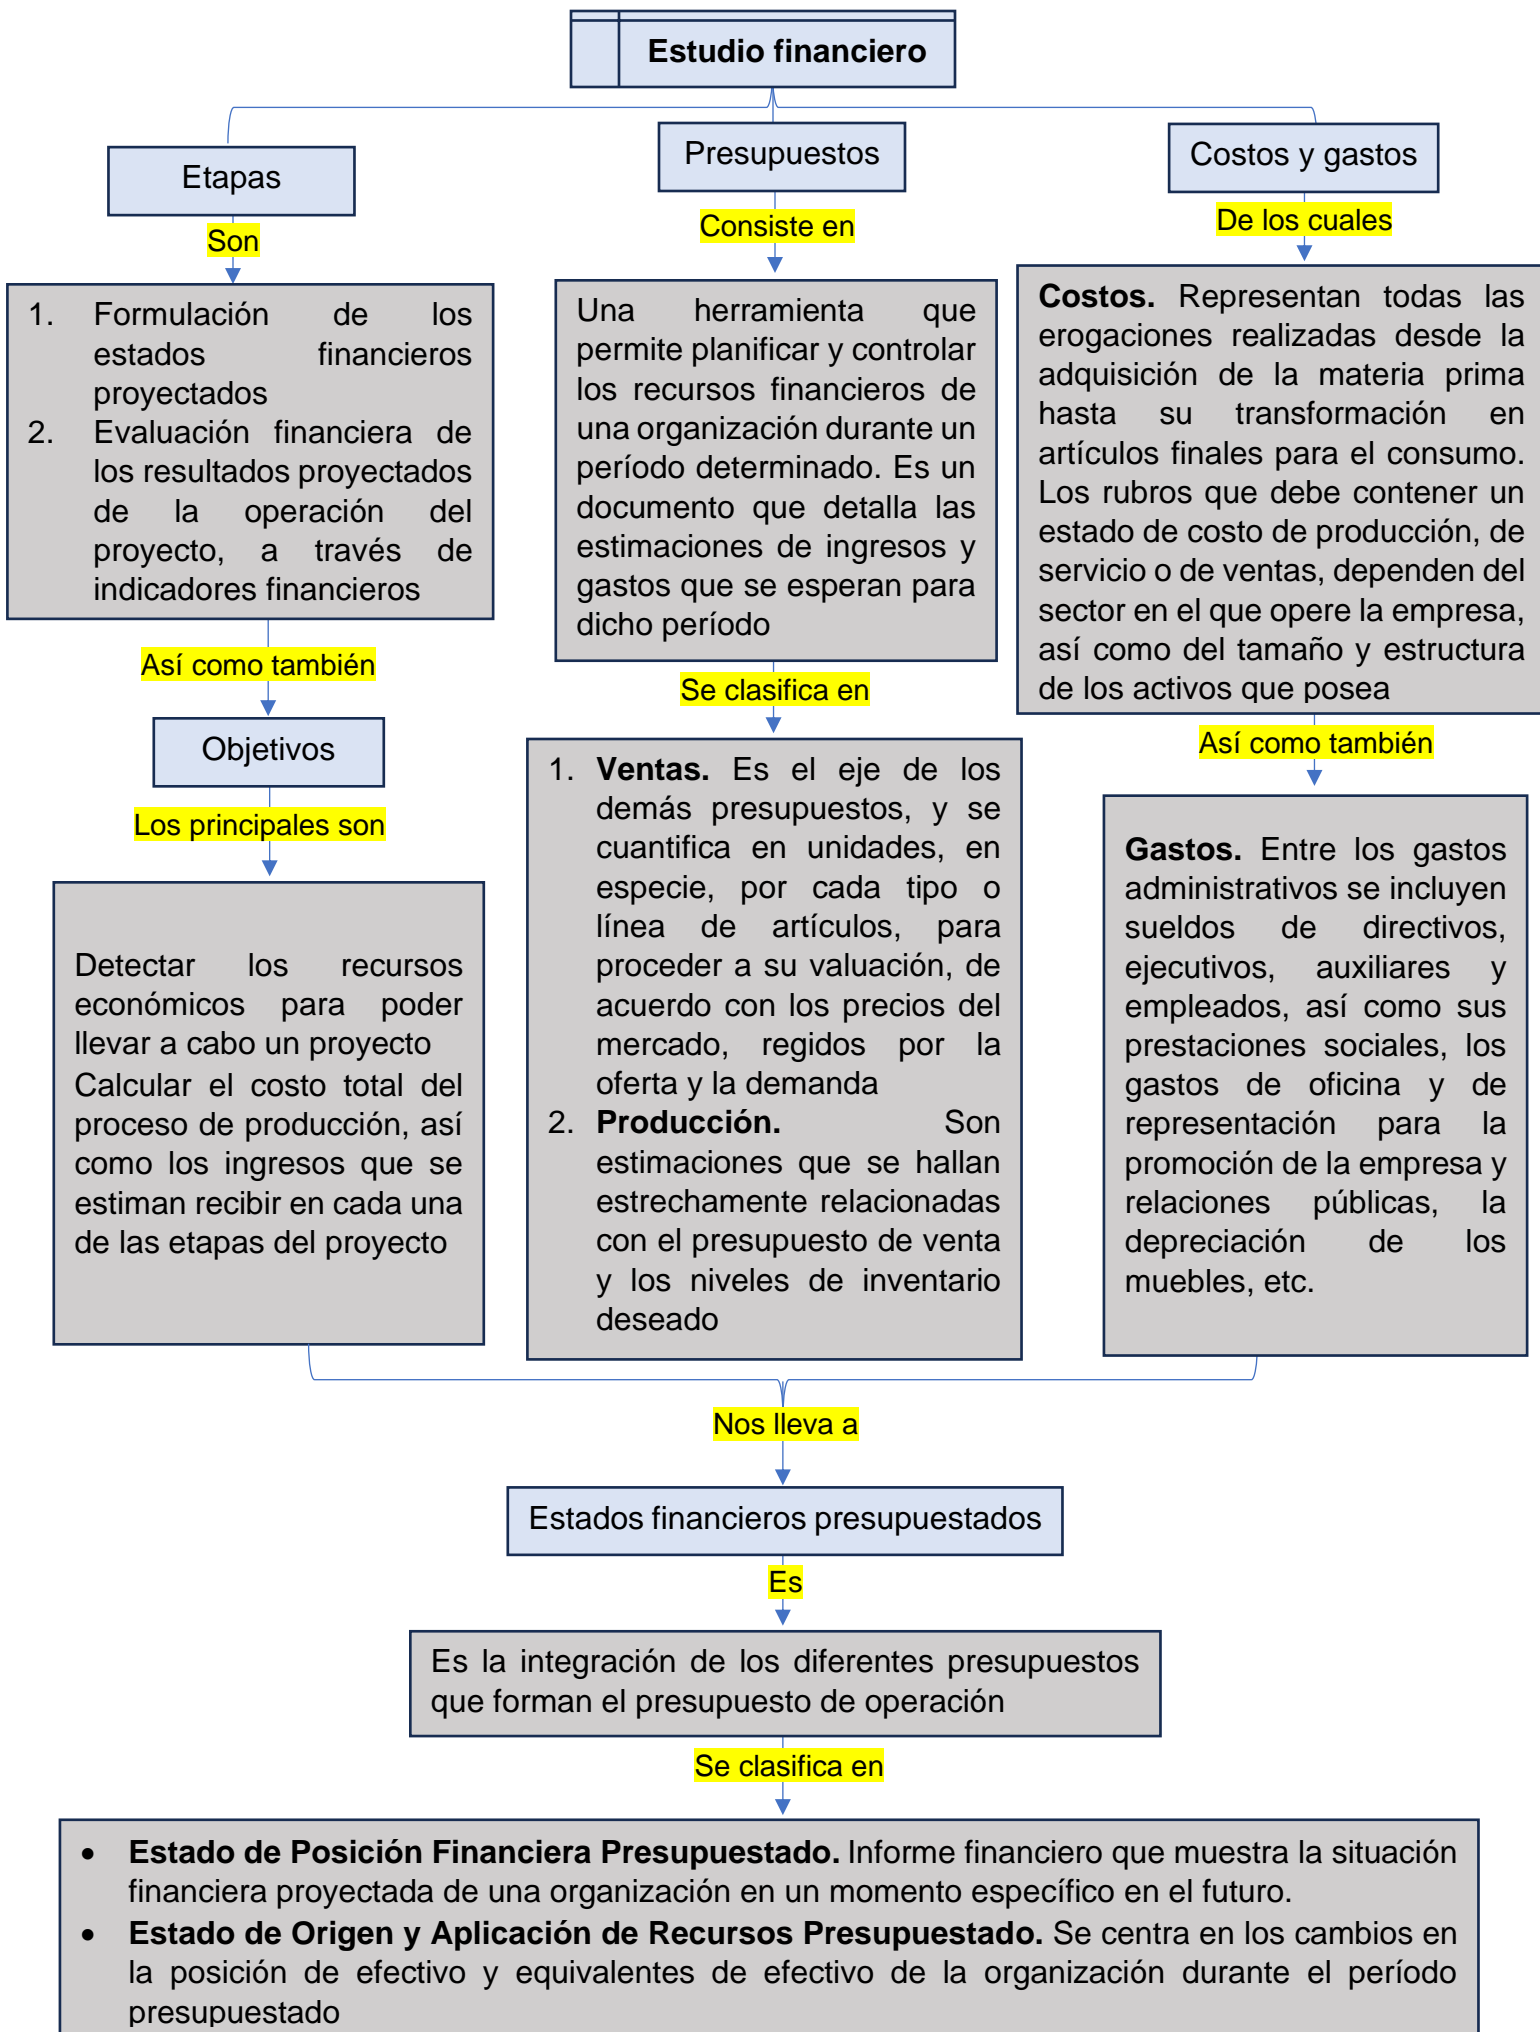 Estudio financiero
Etapas
Son
1. Formulación de los
estados financieros
proyectados
2. Evaluación financiera de
los resultados proyectados
de la operación del
proyecto, a través de
indicadores financieros
Así como también
Objetivos
Los principales son
Detectar los recursos
económicos para poder
llevar a cabo un proyecto
Calcular el costo total del
proceso de producción, así
como los ingresos que se
estiman recibir en cada una
de las etapas del proyecto
Presupuestos
Consiste en
Una herramienta que
permite planificar y controlar
los recursos financieros de
una organización durante un
período determinado. Es un
documento que detalla las
estimaciones de ingresos y
gastos que se esperan para
dicho período
Se clasifica en
1. Ventas. Es el eje de los
demás presupuestos, y se
cuantifica en unidades, en
especie, por cada tipo o
línea de artículos, para
proceder a su valuación, de
acuerdo con los precios del
mercado, regidos por la
oferta y la demanda
2. Producción. Son
estimaciones que se hallan
estrechamente relacionadas
con el presupuesto de venta
y los niveles de inventario
deseado
Costos y gastos
De los cuales
Costos. Representan todas las
erogaciones realizadas desde la
adquisición de la materia prima
hasta su transformación en
artículos finales para el consumo.
Los rubros que debe contener un
estado de costo de producción, de
servicio o de ventas, dependen del
sector en el que opere la empresa,
así como del tamaño y estructura
de los activos que posea
Así como también
Gastos. Entre los gastos
administrativos se incluyen
sueldos de directivos,
ejecutivos, auxiliares y
empleados, así como sus
prestaciones sociales, los
gastos de oficina y de
representación para la
promoción de la empresa y
relaciones públicas, la
depreciación de los
muebles, etc.
Nos lleva a
Estados financieros presupuestados
Es
Es la integración de los diferentes presupuestos
que forman el presupuesto de operación
Se clasifica en
• Estado de Posición Financiera Presupuestado. Informe financiero que muestra la situación
financiera proyectada de una organización en un momento específico en el futuro.
• Estado de Origen y Aplicación de Recursos Presupuestado. Se centra en los cambios en
la posición de efectivo y equivalentes de efectivo de la organización durante el período
presupuestado